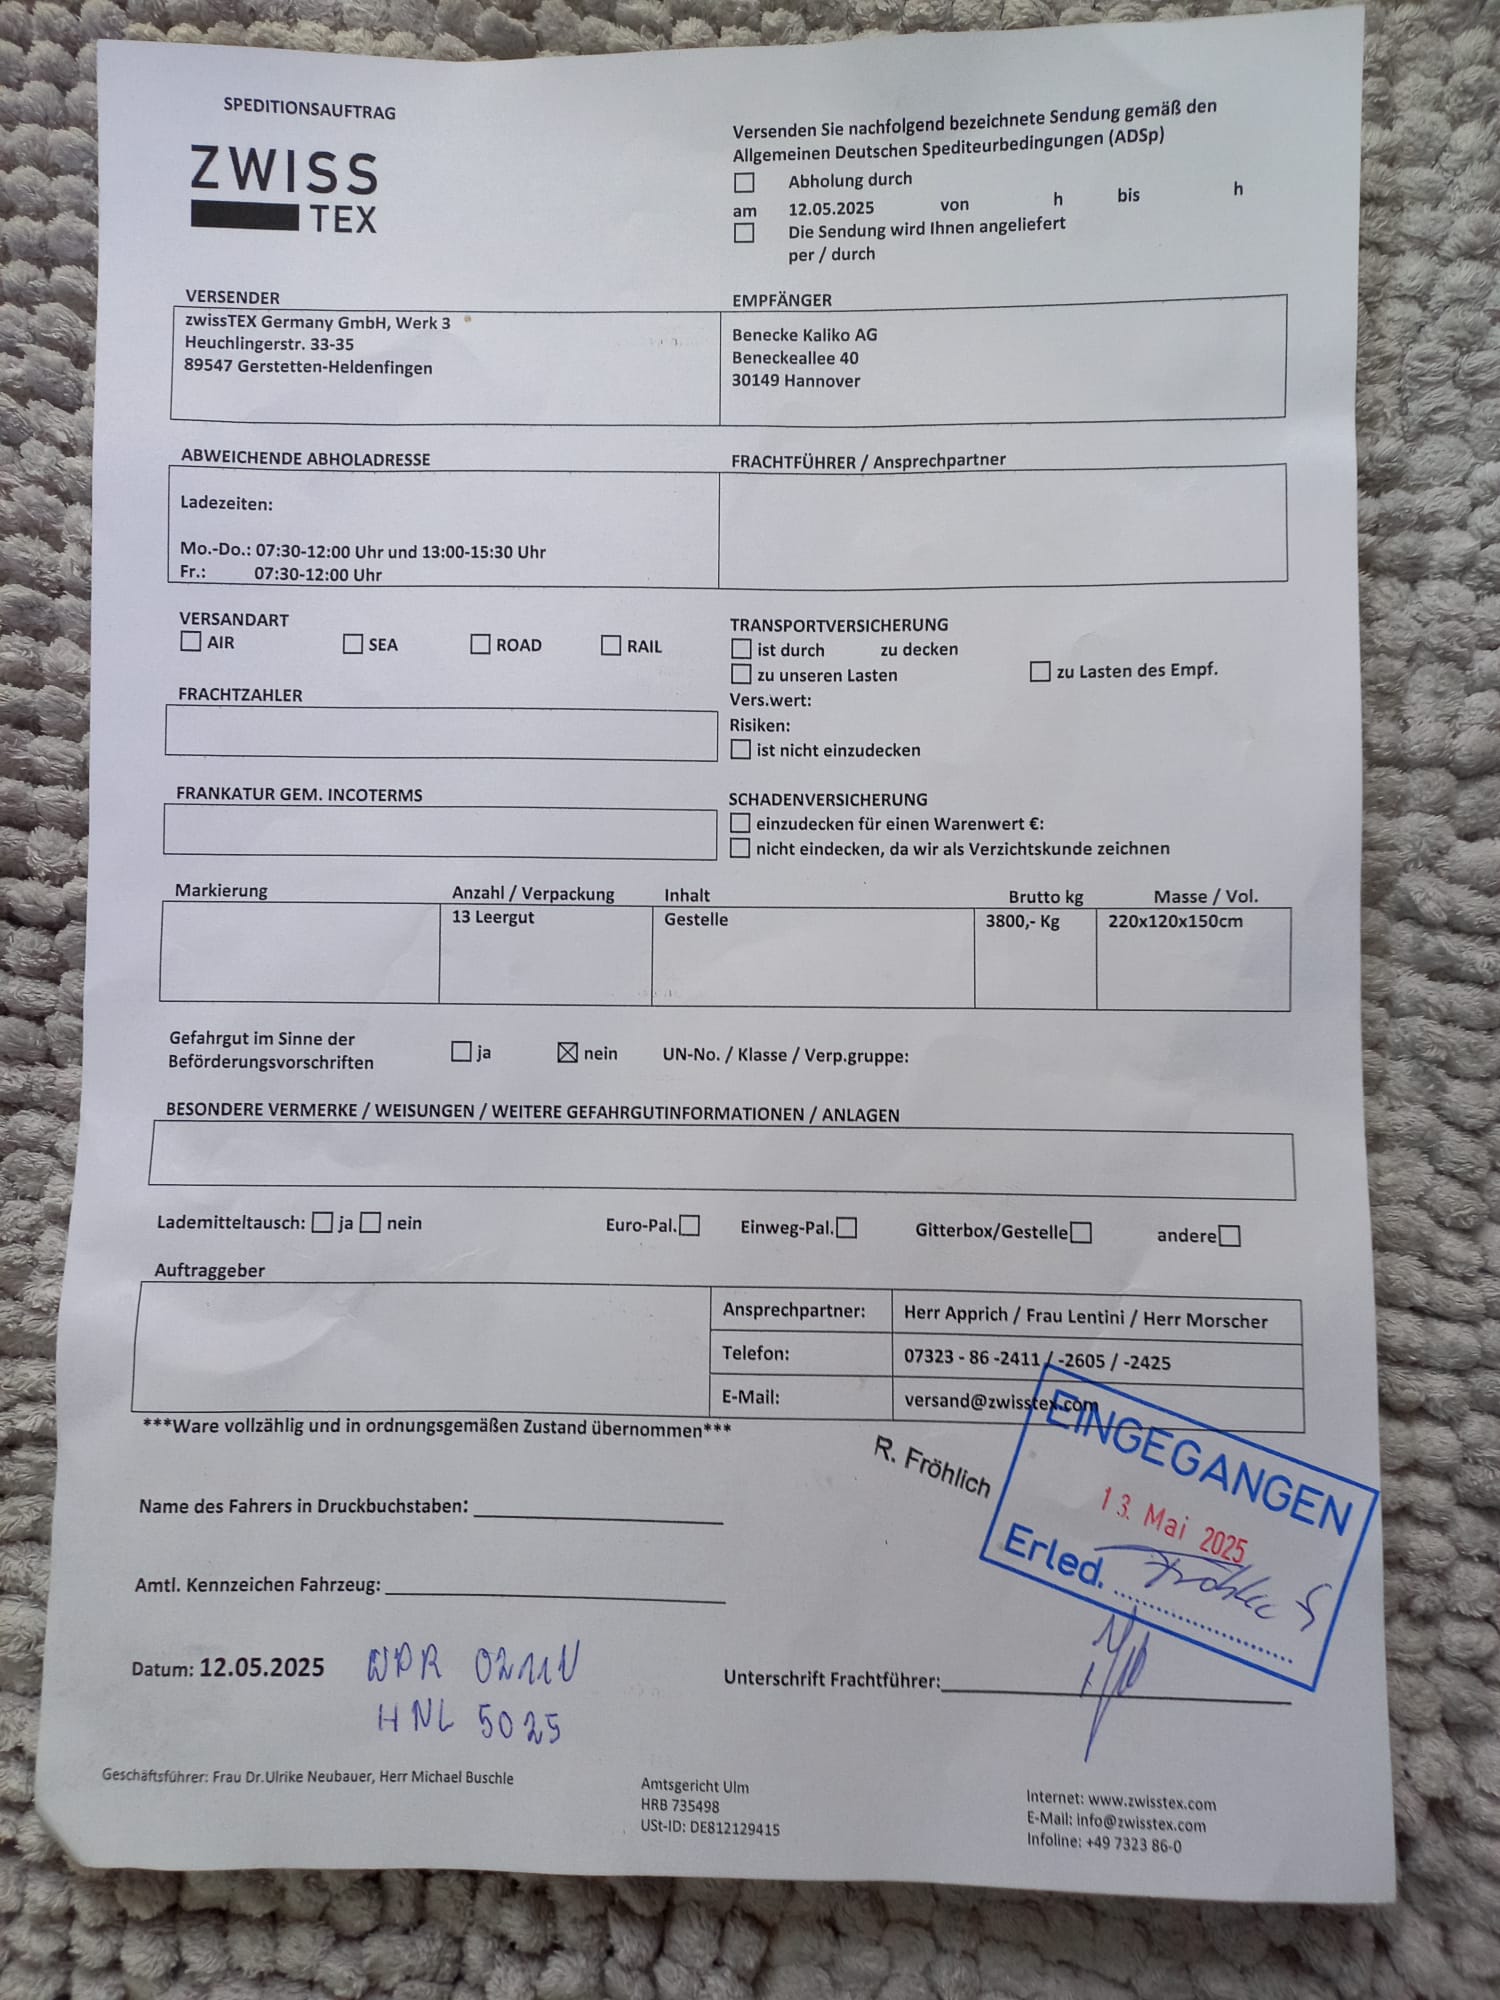 SPEDITIONSAUFTRAG
ZWISS
TEX
Versenden Sie nachfolgend bezeichnete Sendung gemäß den
Allgemeinen Deutschen Spediteurbedingungen (ADSp)
Abholung durch
am 12.05.2025 von h bis h
Die Sendung wird Ihnen angeliefert
per / durch
VERSENDER
zwissTEX Germany GmbH, Werk 3
Heuchlingerstr. 33-35
89547 Gerstetten-Heldenfingen
EMPFÄNGER
Benecke Kaliko AG
Beneckeallee 40
30149 Hannover
ABWEICHENDE ABHOLADRESSE
Ladezeiten:
Mo.-Do.: 07:30-12:00 Uhr und 13:00-15:30 Uhr
Fr.: 07:30-12:00 Uhr
FRACHTFÜHRER / Ansprechpartner
VERSANDART
AIR SEA ROAD RAIL
FRACHTZAHLER
TRANSPORTVERSICHERUNG
ist durch zu decken
zu unseren Lasten zu Lasten des Empf.
Vers.wert:
Risiken:
ist nicht einzudecken
FRANKATUR GEM. INCOTERMS
SCHADENVERSICHERUNG
einzudecken für einen Warenwert €:
nicht eindecken, da wir als Verzichtskunde zeichnen
Markierung Anzahl / Verpackung Inhalt Brutto kg Masse / Vol.
13 Leergut Gestelle 3800,- Kg 220x120x150cm
Gefahrgut im Sinne der
Beförderungsvorschriften ja nein UN-No. / Klasse / Verp.gruppe:
BESONDERE VERMERKE / WEISUNGEN / WEITERE GEFAHRGUTINFORMATIONEN / ANLAGEN
Lademitteltausch: ja nein Euro-Pal. Einweg-Pal. Gitterbox/Gestelle andere
Auftraggeber
Ansprechpartner: Herr Apprich / Frau Lentini / Herr Morscher
Telefon: 07323 - 86 -2411 / -2605 / -2425
E-Mail: versand@zwisstex.com
***Ware vollzählig und in ordnungsgemäßen Zustand übernommen***
R. Fröhlich
EINGEGANGEN
13. Mai 2025
Erled.
Name des Fahrers in Druckbuchstaben:
Amtl. Kennzeichen Fahrzeug:
Datum: 12.05.2025
HNL 5025
Unterschrift Frachtführer:
Geschäftsführer: Frau Dr.Ulrike Neubauer, Herr Michael Buschle
Amtsgericht Ulm
HRB 735498
USt-ID: DE812129415
Internet: www.zwisstex.com
E-Mail: info@zwisstex.com
Infoline: +49 7323 86-0